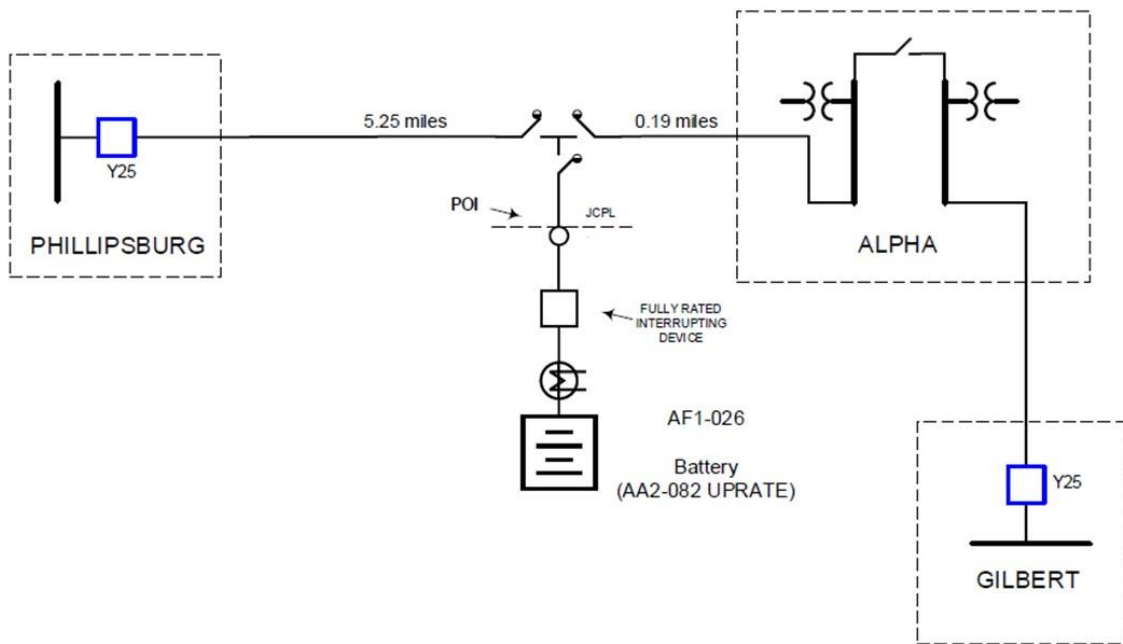 5.25 miles
0.19 miles
Y25
PHILLIPSBURG
POI
JCPL
ALPHA
FULLY RATED
INTERRUPTING
DEVICE
AF1-026
Battery
(AA2-082 UPRATE)
Y25
GILBERT